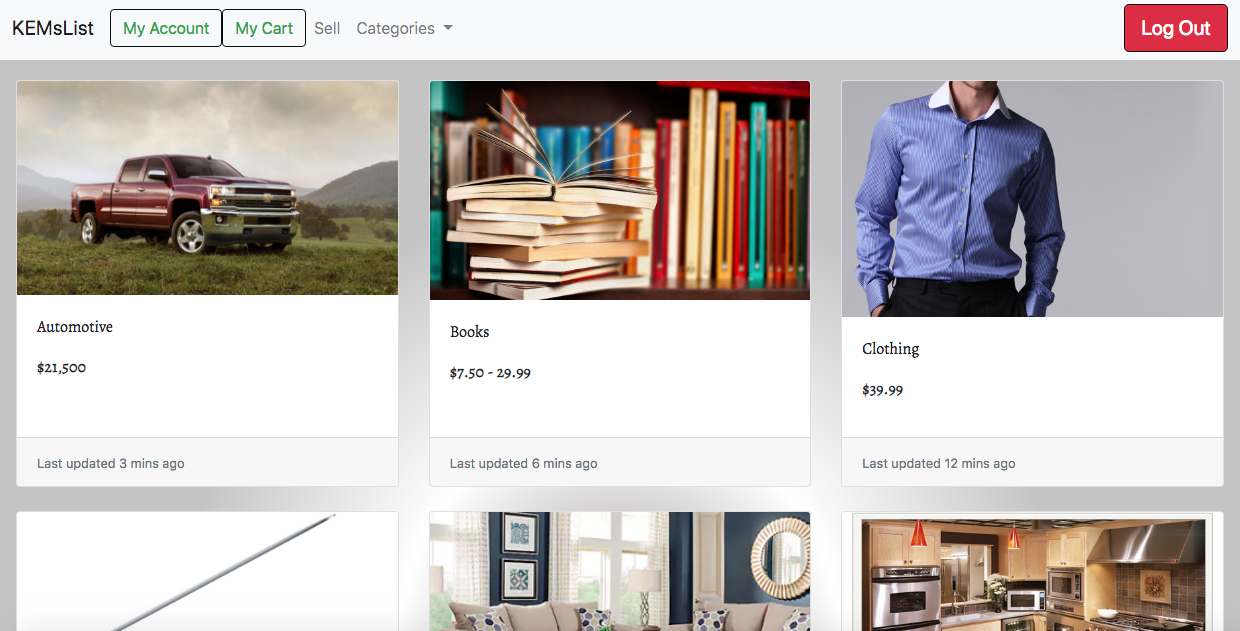 KEMsList My Account My Cart Sell Categories Log Out
Automotive
$21,500
Last updated 3 mins ago
Books
$7.50 - 29.99
Last updated 6 mins ago
Clothing
$39.99
Last updated 12 mins ago